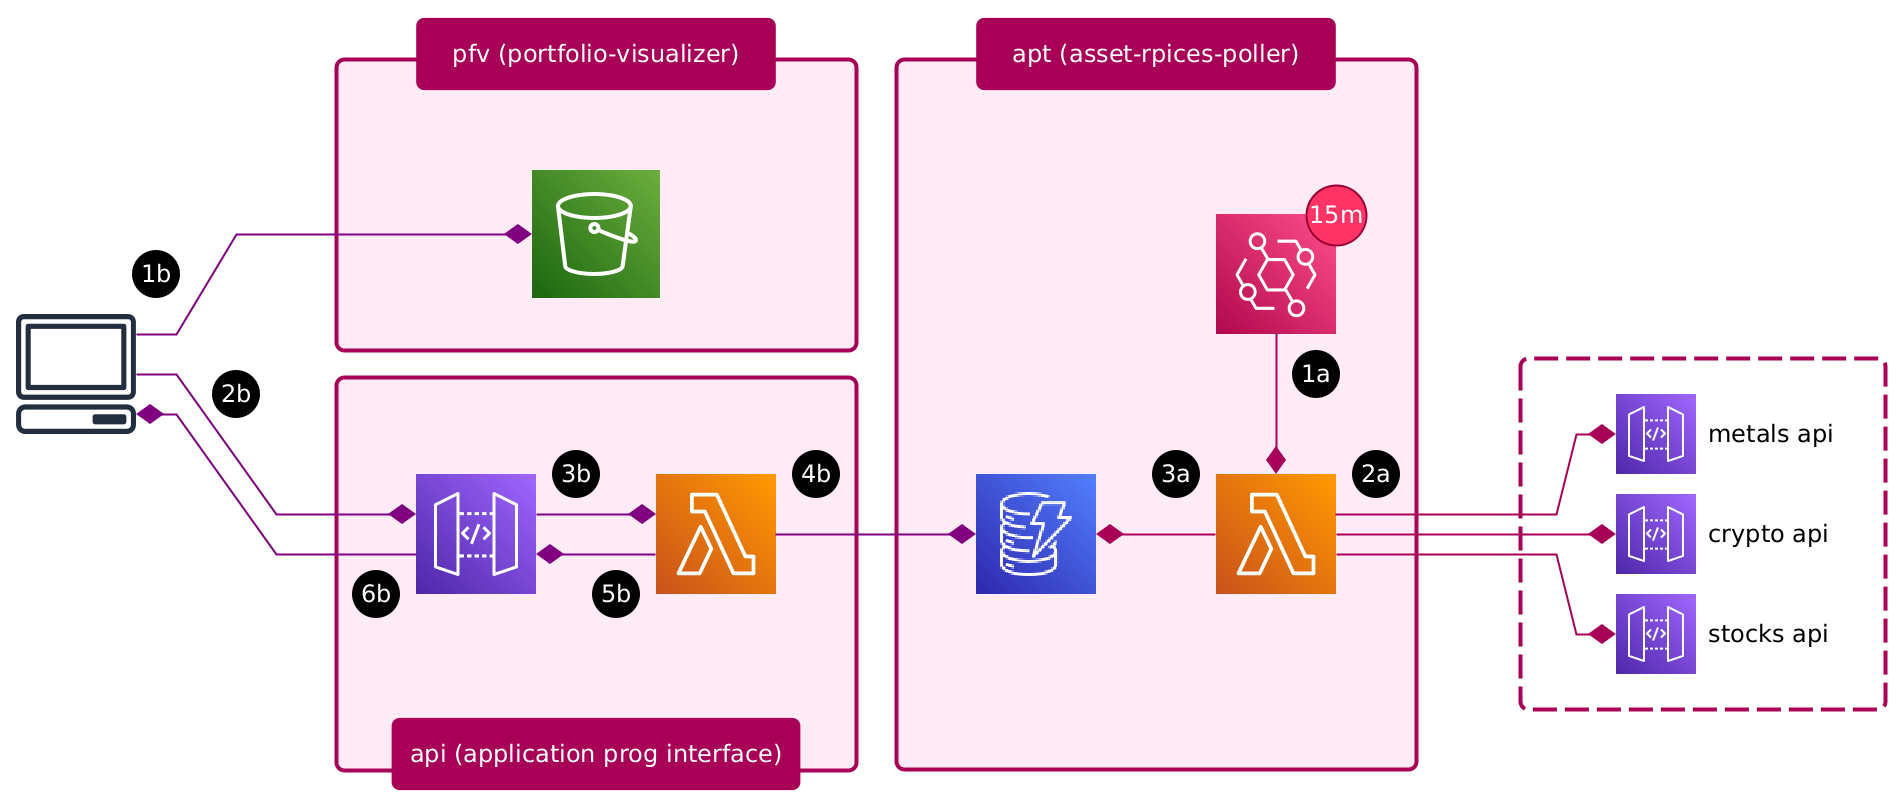 pfv (portfolio-visualizer)
apt (asset-rpices-poller)
15m
1b
1a
2b
3b
4b
3a
2a
metals api
crypto api
stocks api
6b
5b
api (application prog interface)